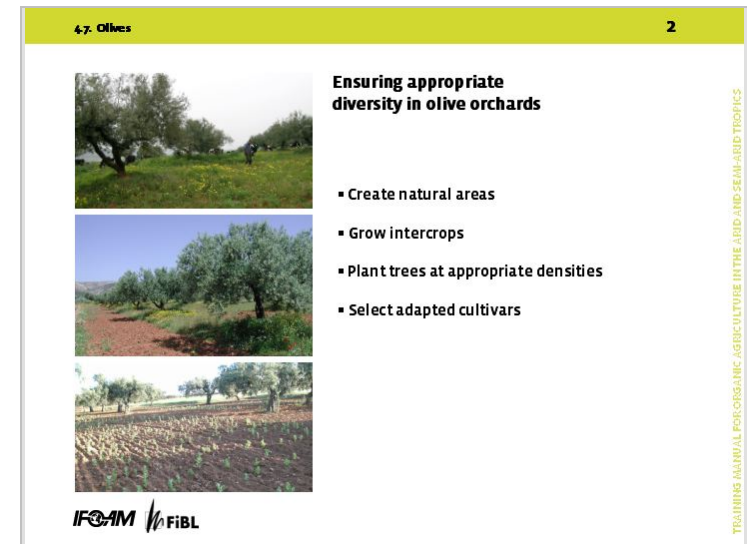 4.7. Olives
2
Ensuring appropriate
diversity in olive orchards
▪ Create natural areas
▪ Grow intercrops
▪ Plant trees at appropriate densities
▪ Select adapted cultivars
IFOAM FiBL
TRAINING MANUAL FOR ORGANIC AGRICULTURE IN THE ARID AND SEMI-ARID TROPICS